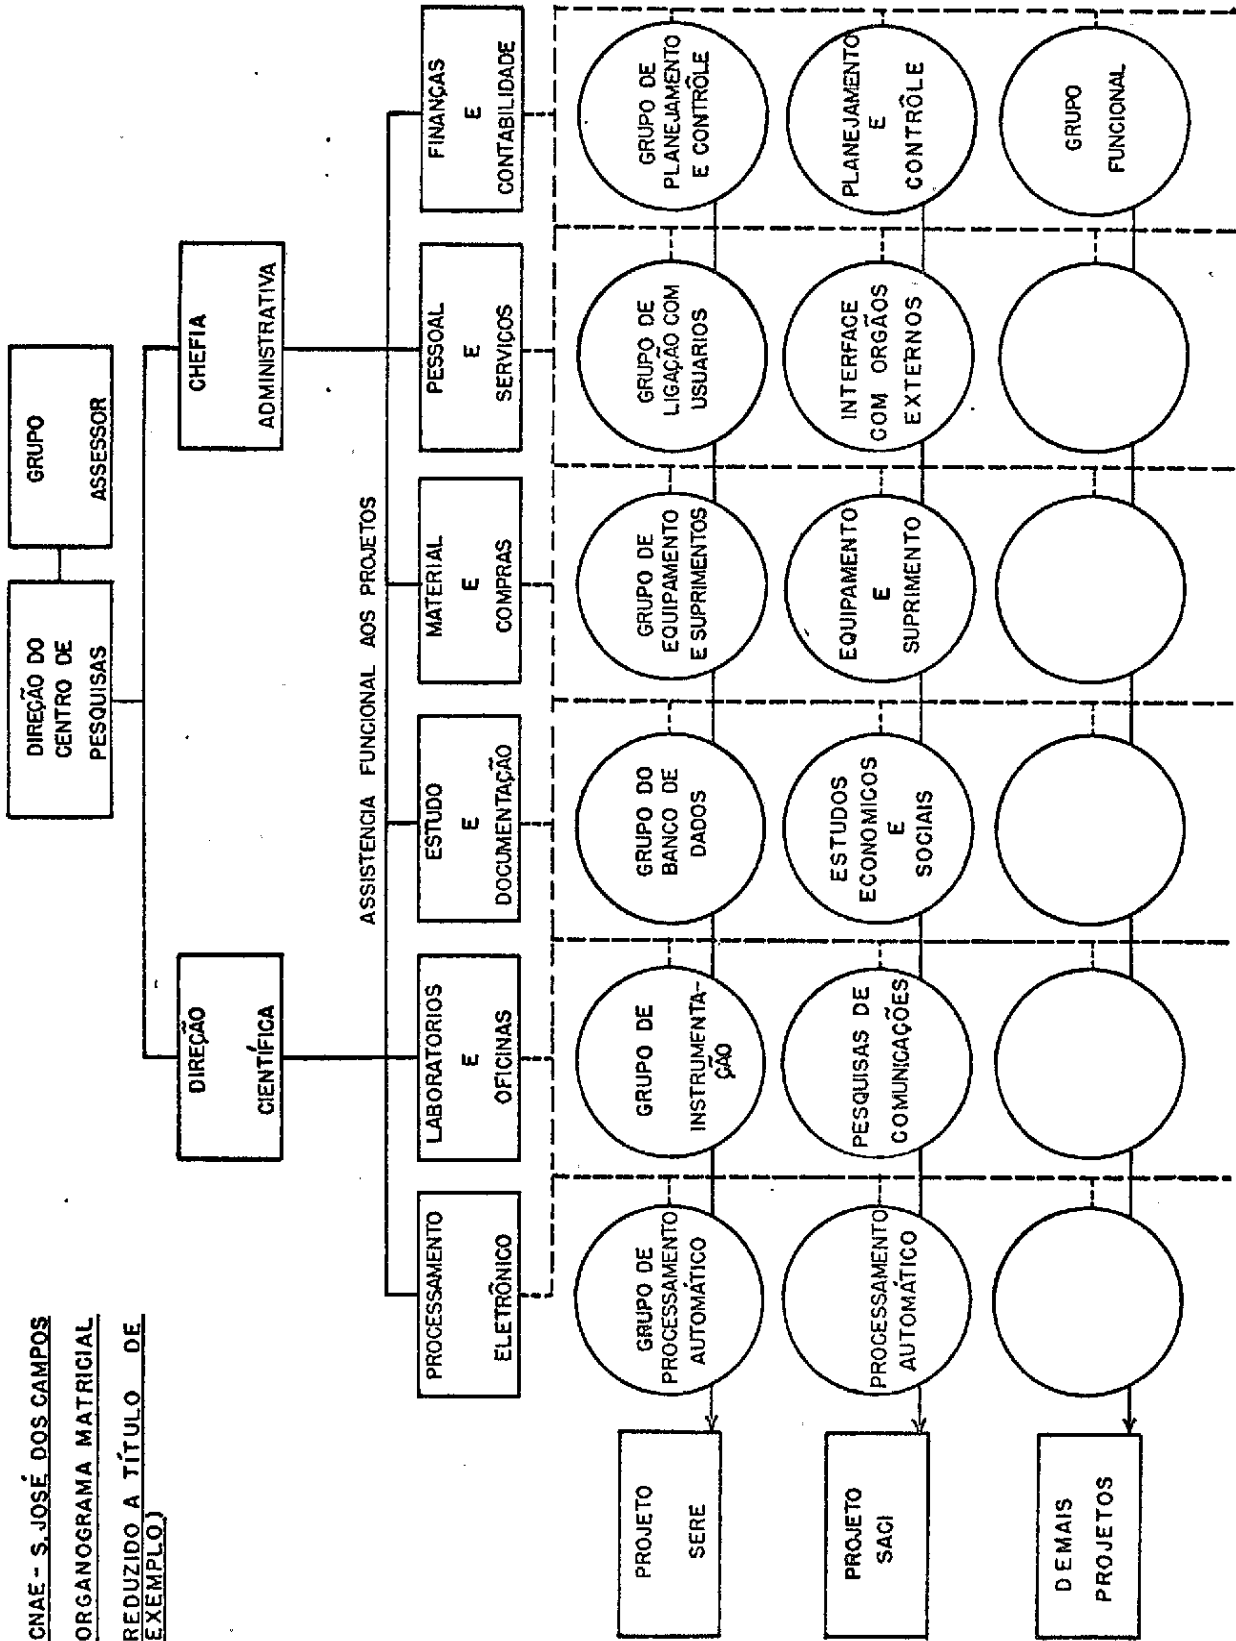 CNAE - S. JOSÉ DOS CAMPOS
ORGANOGRAMA MATRICIAL
REDUZIDO A TÍTULO DE
EXEMPLO)
DIREÇÃO DO
CENTRO DE
PESQUISAS
GRUPO
ASSESSOR
DIREÇÃO
CIENTÍFICA
CHEFIA
ADMINISTRATIVA
ASSISTENCIA FUNCIONAL AOS PROJETOS
PROCESSAMENTO
ELETRÔNICO
LABORATORIOS
E
OFICINAS
ESTUDO
E
DOCUMENTAÇÃO
MATERIAL
E
COMPRAS
PESSOAL
E
SERVIÇOS
FINANÇAS
E
CONTABILIDADE
PROJETO
SERE
GRUPO DE
PROCESSAMENTO
AUTOMÁTICO
GRUPO DE
INSTRUMENTA-
ÇÃO
GRUPO DO
BANCO DE
DADOS
GRUPO DE
EQUIPAMENTO
E SUPRIMENTOS
GRUPO DE
LIGAÇÃO COM
USUARIOS
GRUPO DE
PLANEJAMENTO
E CONTRÔLE
PROJETO
SACI
PROCESSAMENTO
AUTOMÁTICO
PESQUISAS DE
COMUNICAÇÕES
ESTUDOS
ECONOMICOS
E
SOCIAIS
EQUIPAMENTO
E
SUPRIMENTO
INTERFACE
COM ORGÃOS
EXTERNOS
PLANEJAMENTO
E
CONTRÔLE
DEMAIS
PROJETOS
GRUPO
FUNCIONAL